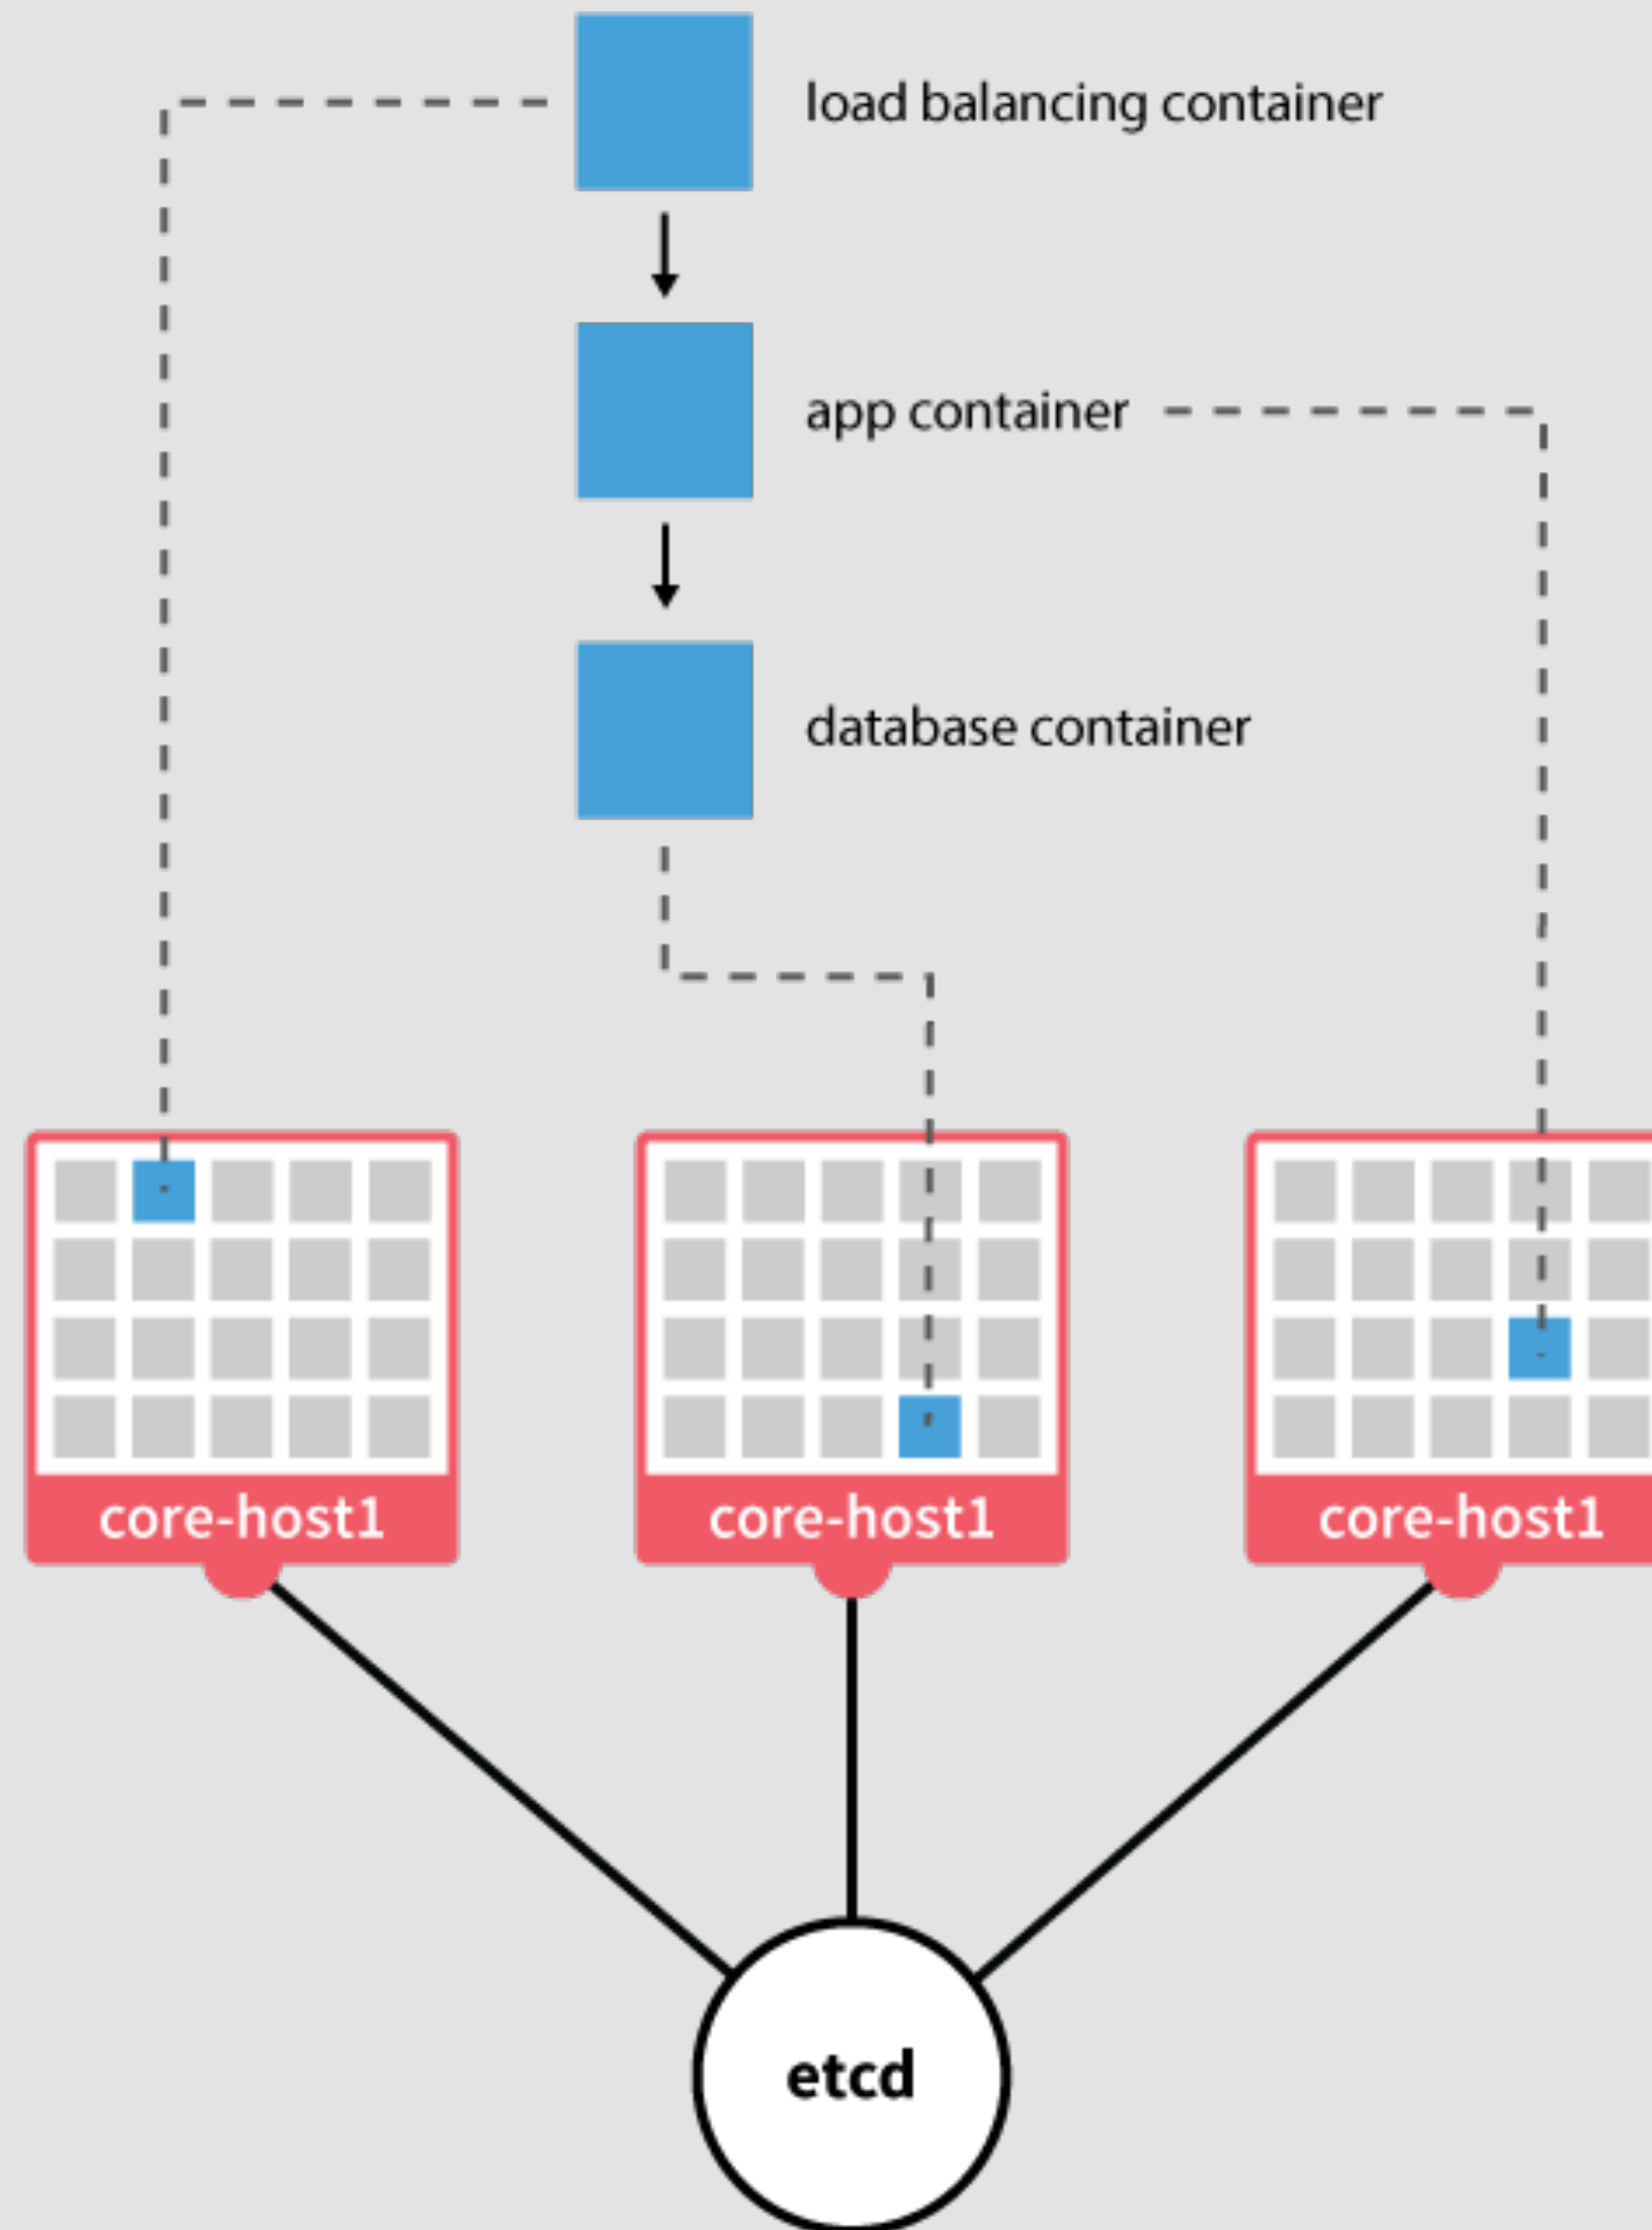 load balancing container
app container
database container
core-host1
core-host1
core-host1
etcd